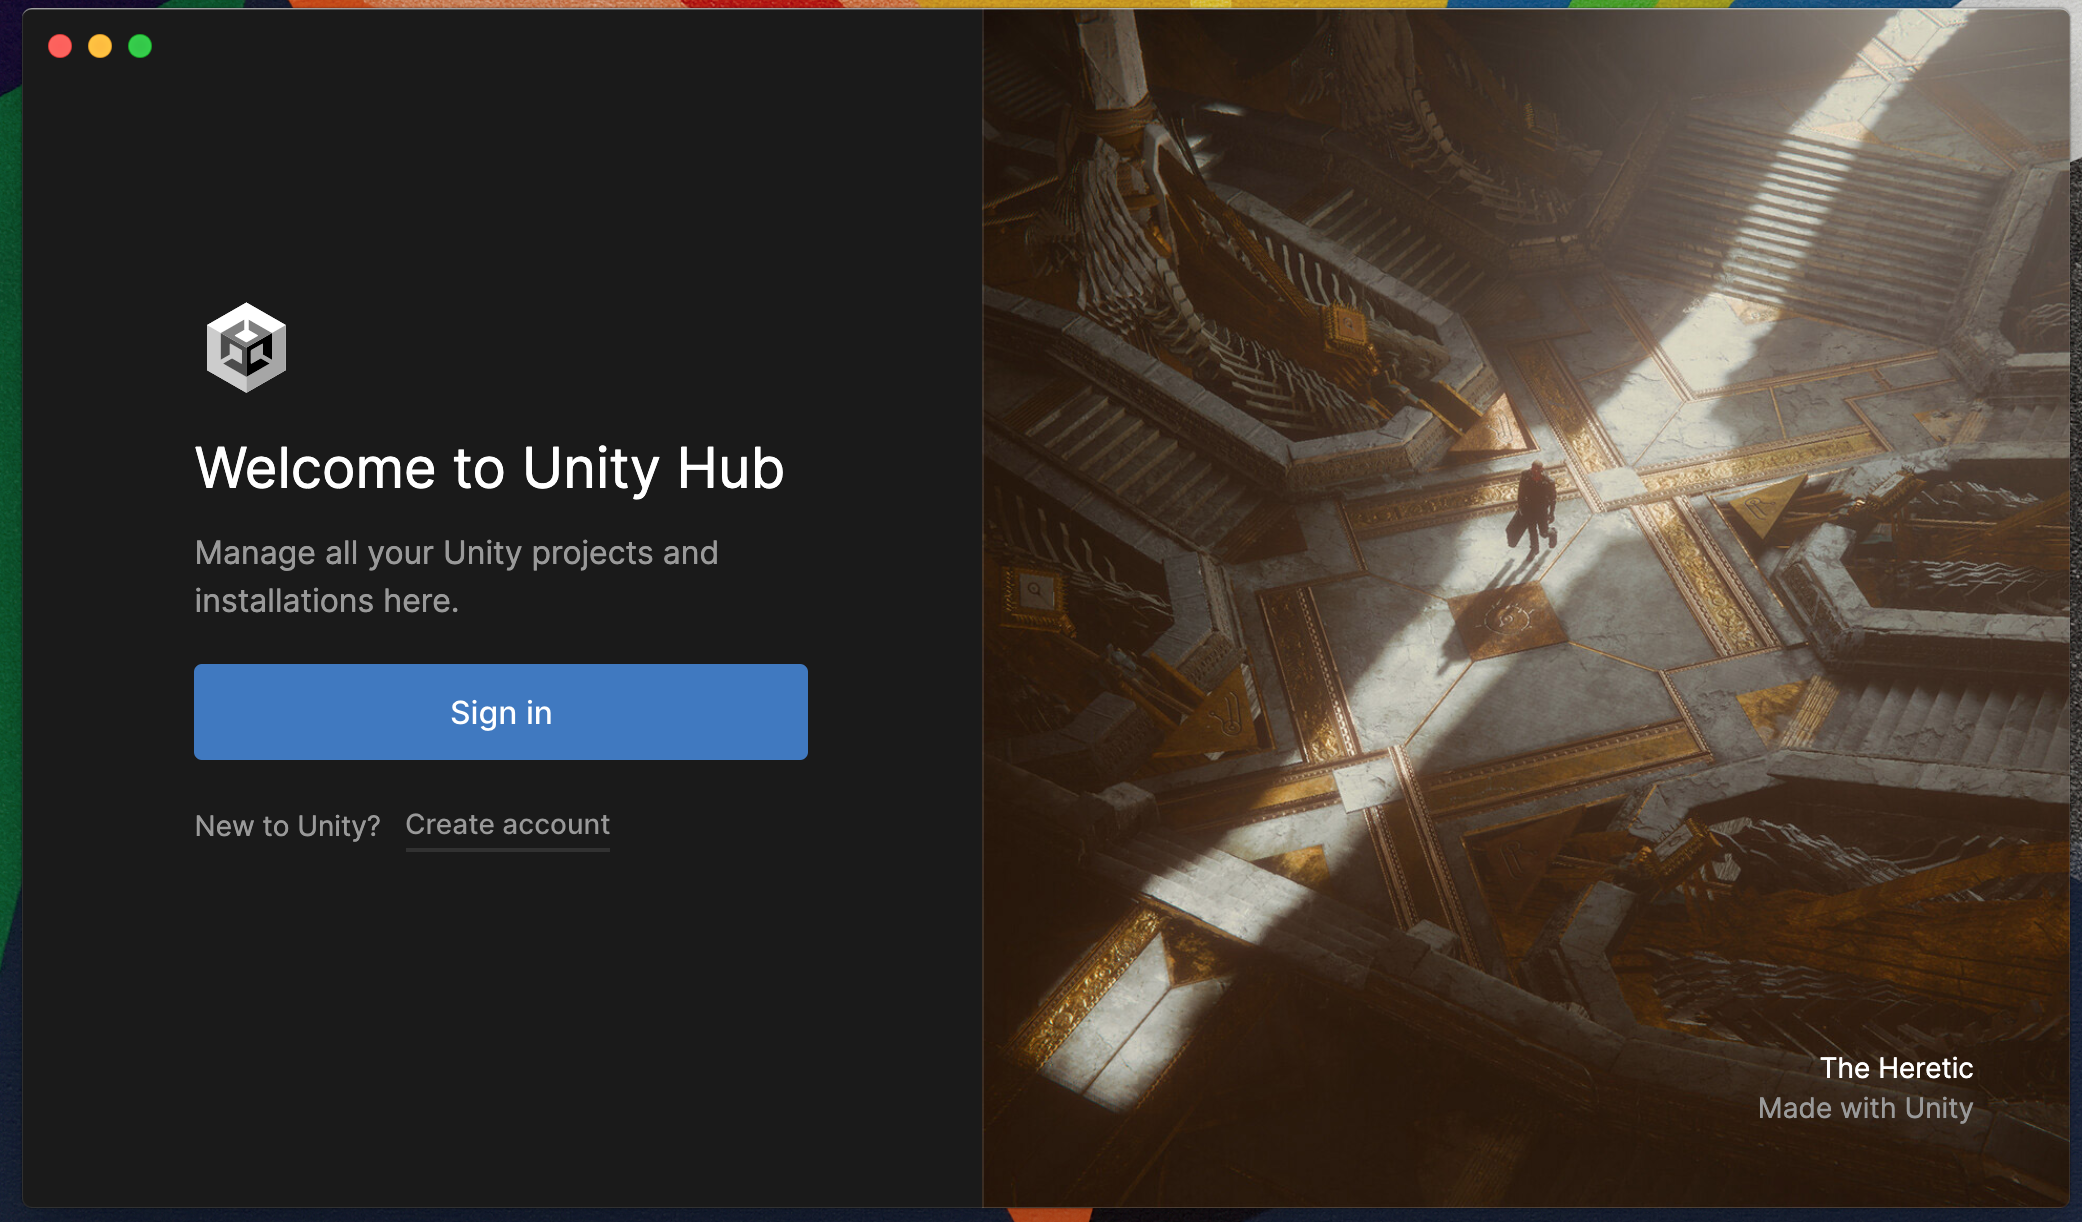 Welcome to Unity Hub
Manage all your Unity projects and
installations here.
Sign in
New to Unity? Create account
The Heretic
Made with Unity